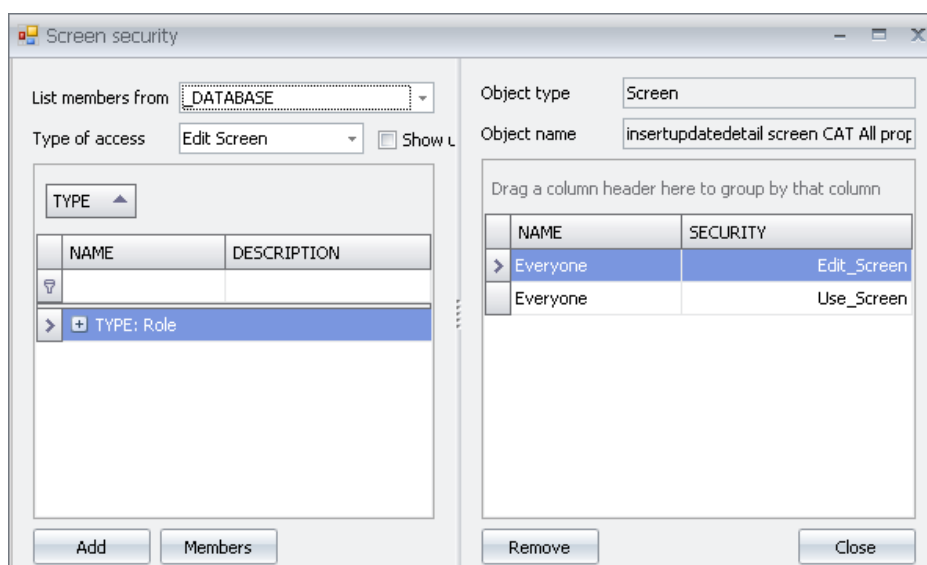 Screen security
List members from _DATABASE
Type of access Edit Screen Show u
TYPE
NAME DESCRIPTION
TYPE: Role
Add Members
Object type Screen
Object name insertupdatedetail screen CAT All prop
Drag a column header here to group by that column
NAME SECURITY
Everyone Edit_Screen
Everyone Use_Screen
Remove Close